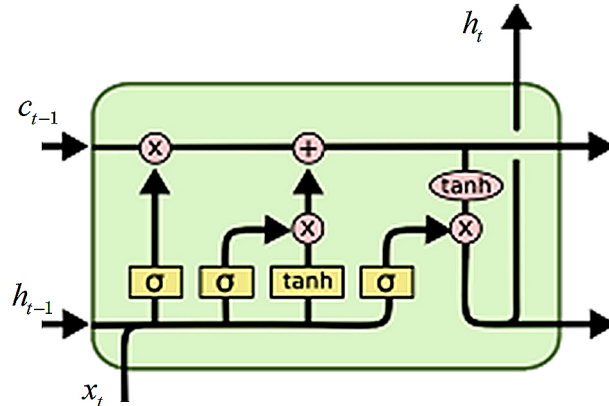 h_t
c_{t-1}
x + 
tanh
x x
σ σ tanh σ
h_{t-1}
x_t